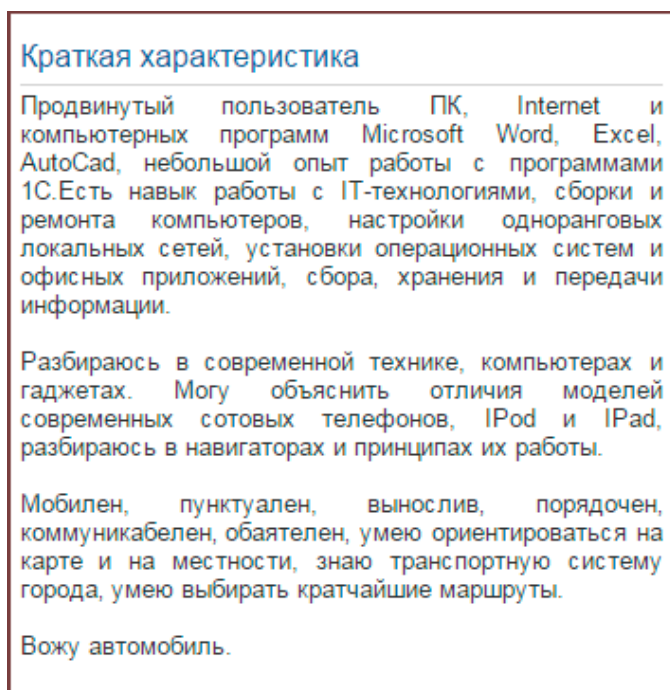 Краткая характеристика
Продвинутый пользователь ПК, Internet и
компьютерных программ Microsoft Word, Excel,
AutoCad, небольшой опыт работы с программами
1С.Есть навык работы с IT-технологиями, сборки и
ремонта компьютеров, настройки одноранговых
локальных сетей, установки операционных систем и
офисных приложений, сбора, хранения и передачи
информации.
Разбираюсь в современной технике, компьютерах и
гаджетах. Могу объяснить отличия моделей
современных сотовых телефонов, IPod и IPad,
разбираюсь в навигаторах и принципах их работы.
Мобилен, пунктуален, вынослив, порядочен,
коммуникабелен, обаятелен, умею ориентироваться на
карте и на местности, знаю транспортную систему
города, умею выбирать кратчайшие маршруты.
Вожу автомобиль.